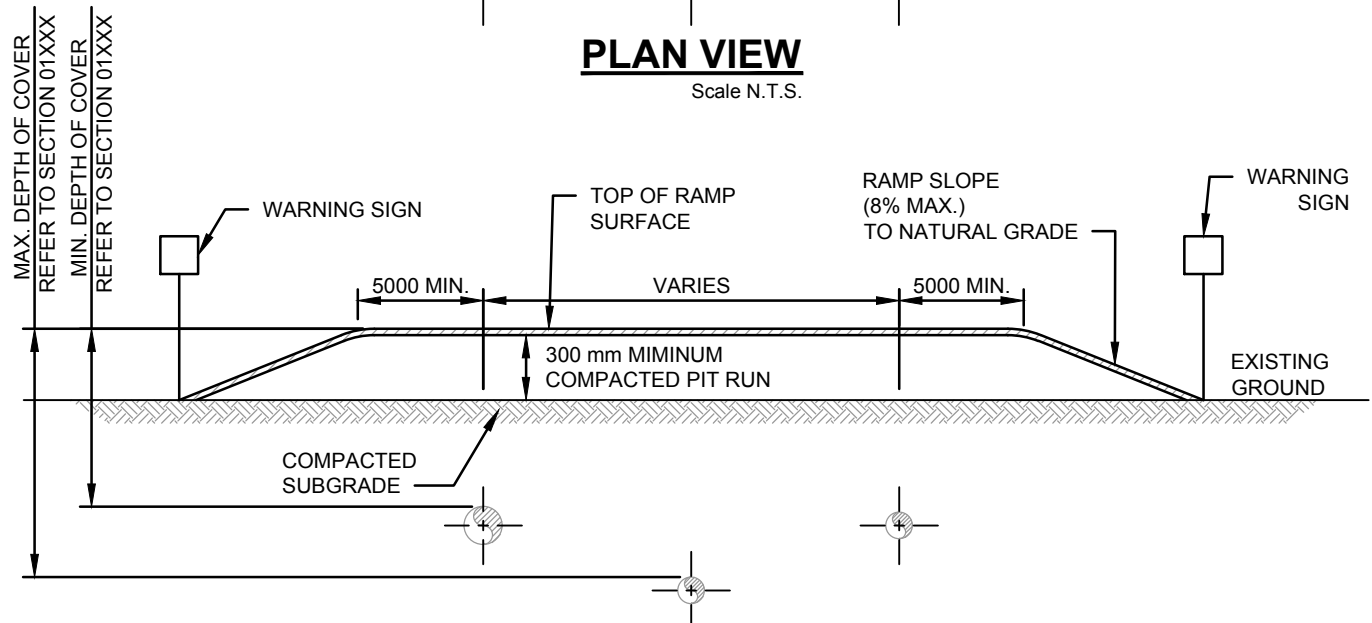 PLAN VIEW
Scale N.T.S.
MAX. DEPTH OF COVER
REFER TO SECTION 01XXX
MIN. DEPTH OF COVER
REFER TO SECTION 01XXX
WARNING SIGN
TOP OF RAMP
SURFACE
RAMP SLOPE
(8% MAX.)
TO NATURAL GRADE
WARNING
SIGN
5000 MIN.
VARIES
5000 MIN.
300 mm MIMINUM
COMPACTED PIT RUN
EXISTING
GROUND
COMPACTED
SUBGRADE